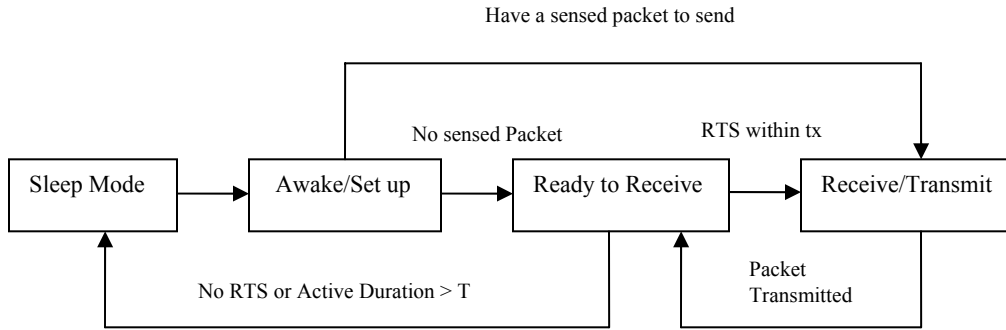 Have a sensed packet to send
No sensed Packet
RTS within tx
Sleep Mode
Awake/Set up
Ready to Receive
Receive/Transmit
No RTS or Active Duration > T
Packet
Transmitted